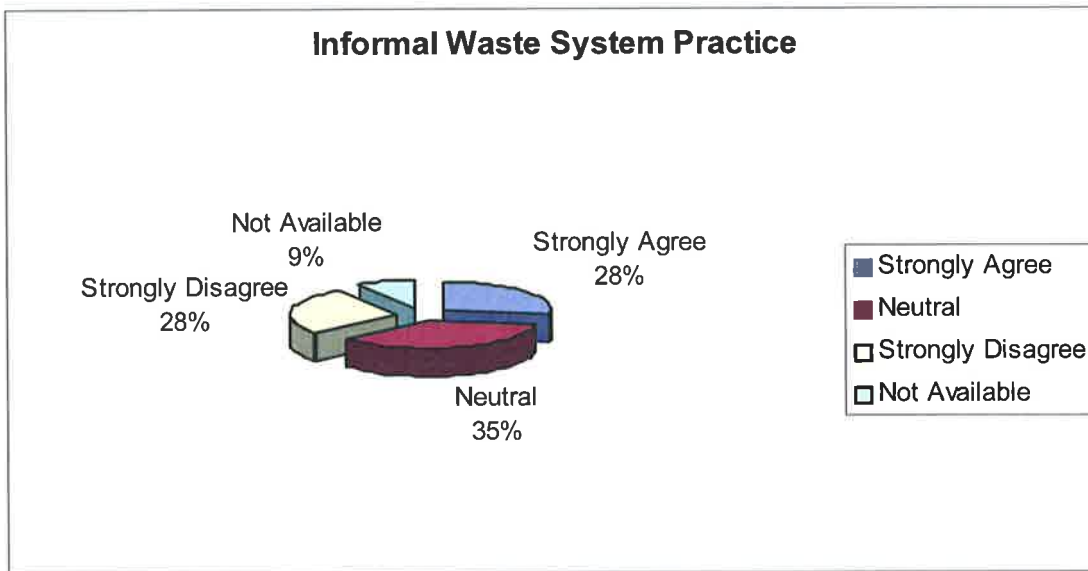 Informal Waste System Practice
Not Available
9%
Strongly Agree
28%
Strongly Disagree
28%
Neutral
35%
Strongly Agree
Neutral
Strongly Disagree
Not Available